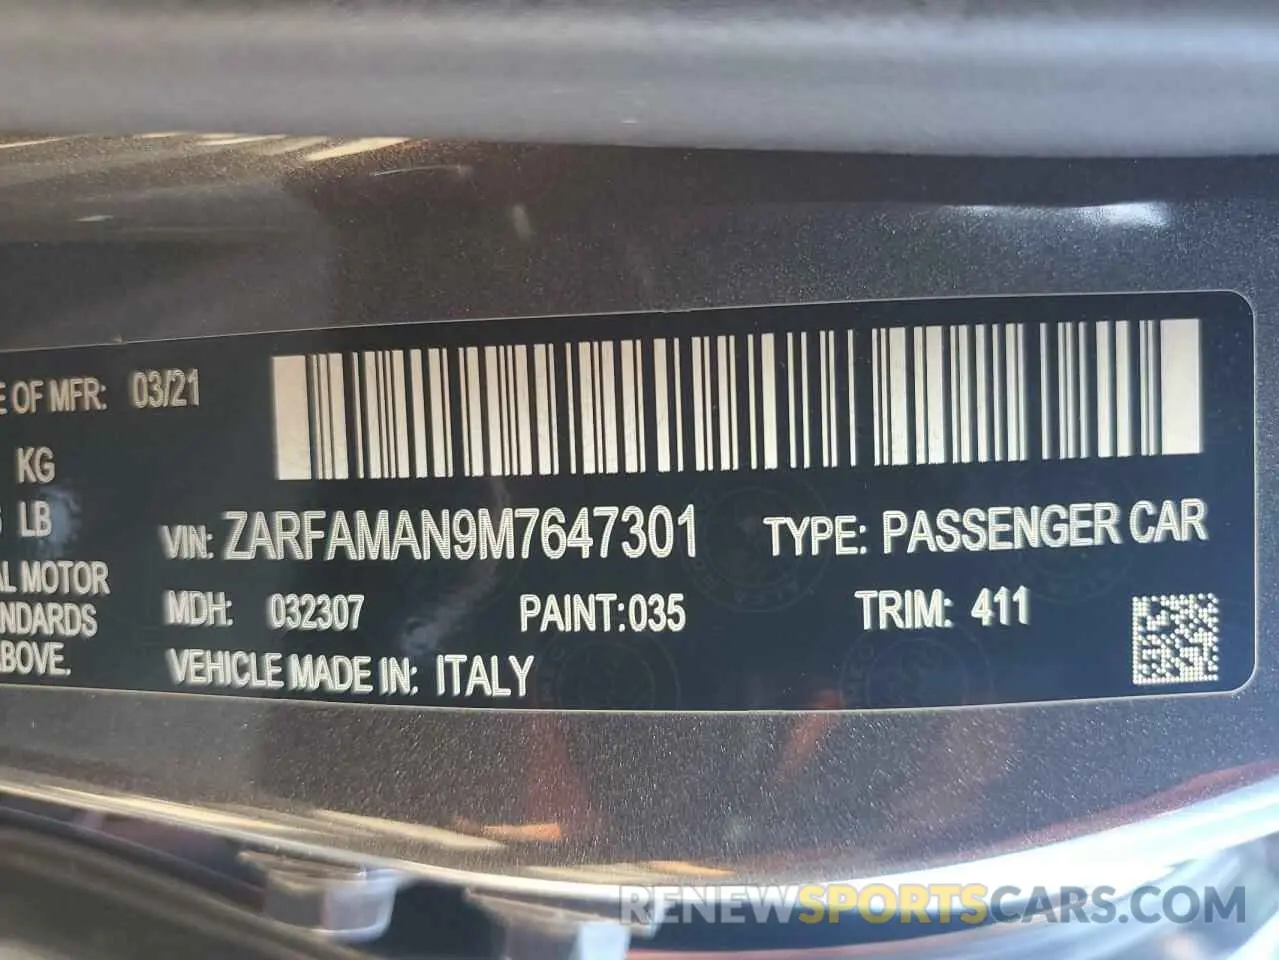 E OF MFR: 03/21
KG
LB
VIN: ZARFAMAN9M7647301 TYPE: PASSENGER CAR
AL MOTOR
MDH: 032307 PAINT:035 TRIM: 411
NDARDS
BOVE.
VEHICLE MADE IN: ITALY
RENEWSPORTSCARS.COM